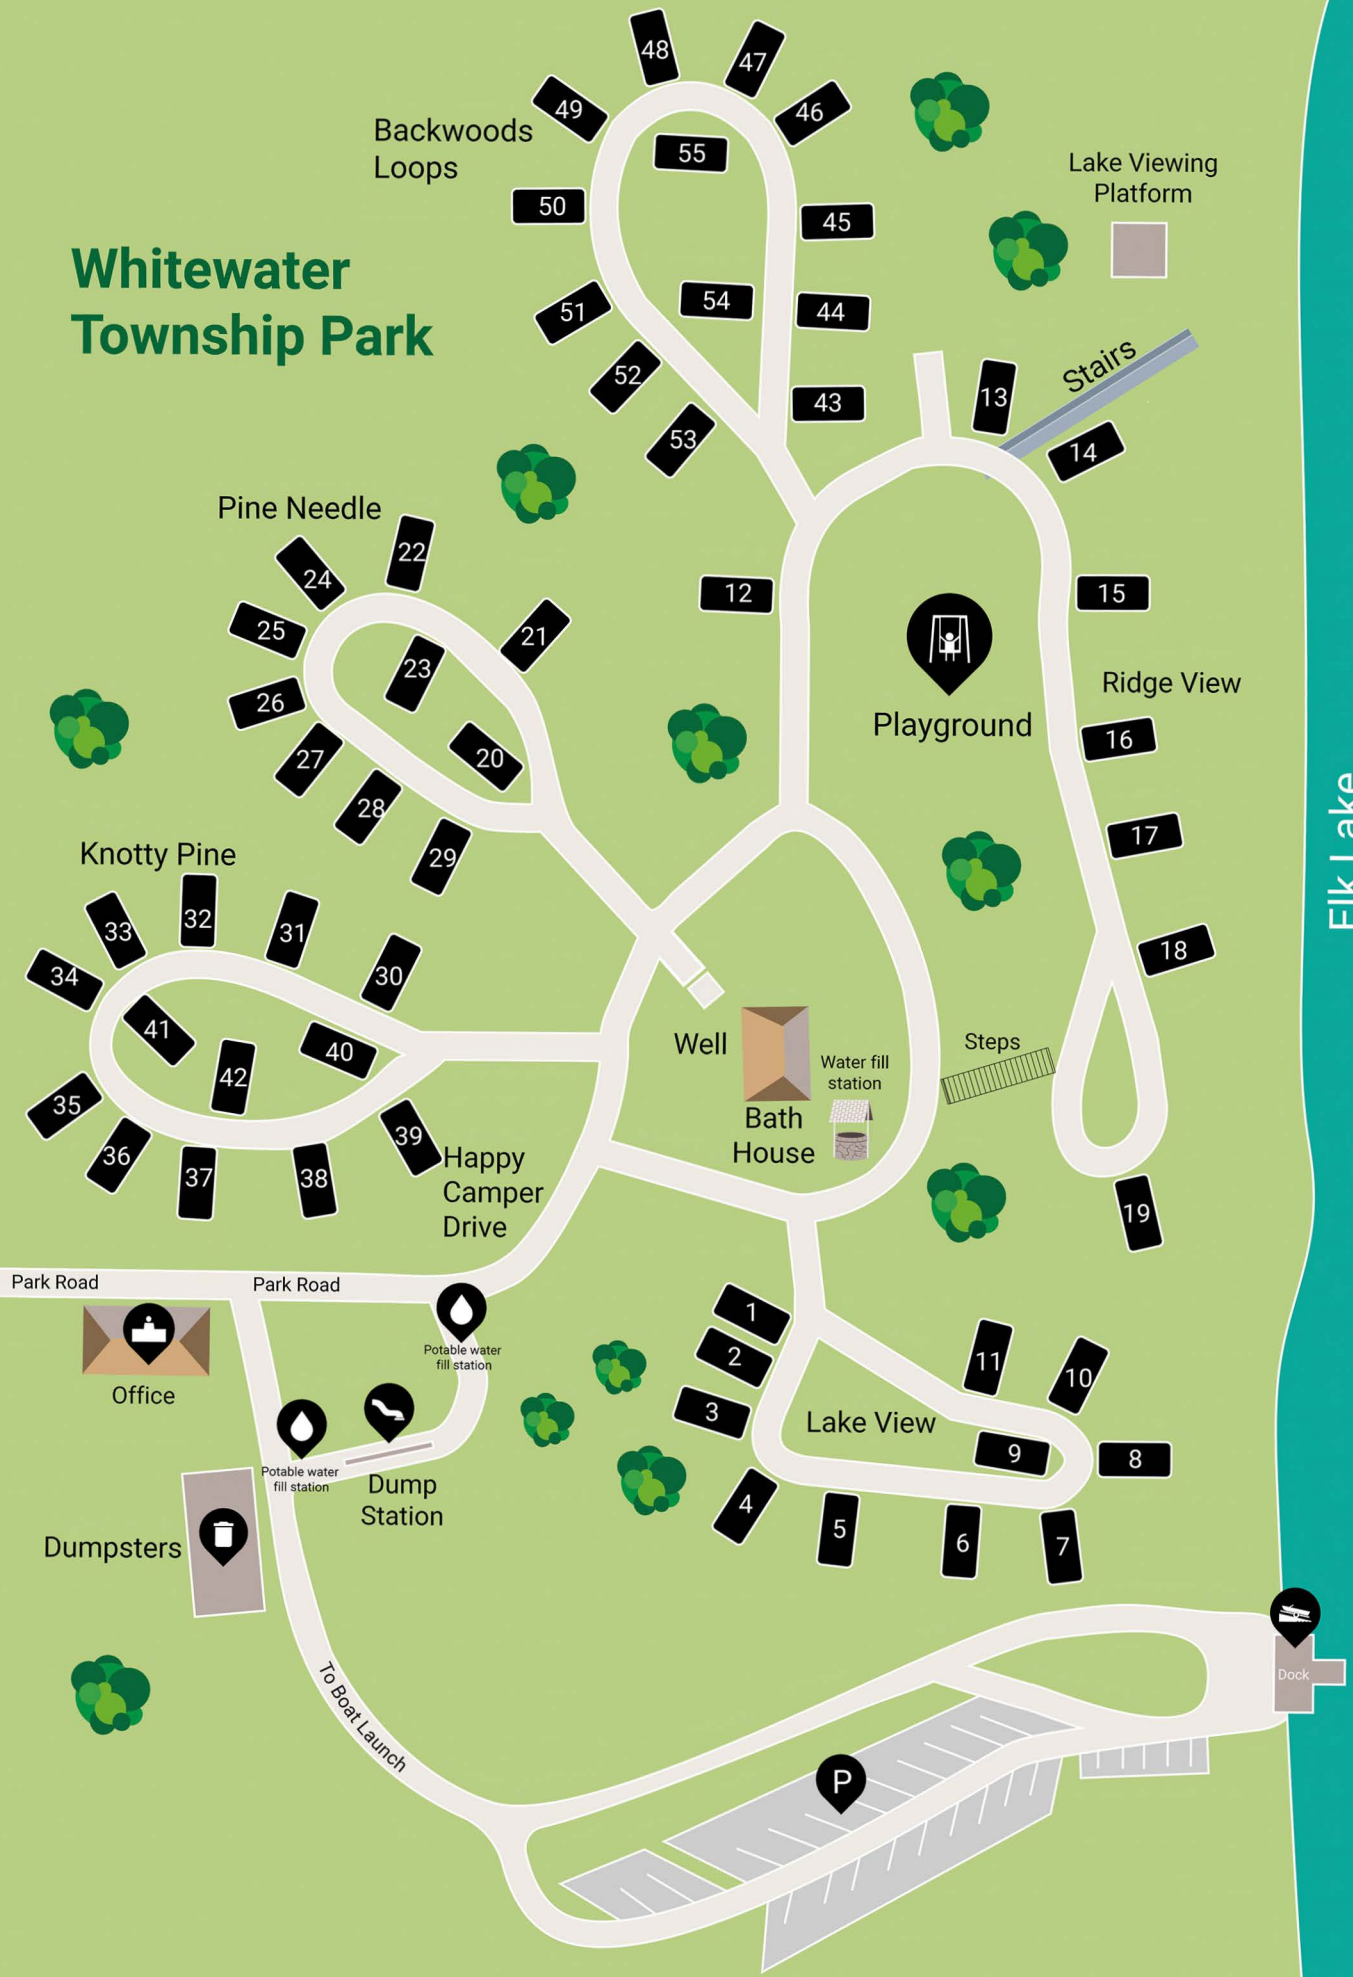 48
47
49
46
Backwoods
Loops
55
50
45
Lake Viewing
Platform
Whitewater
Township Park
51
54
44
52
43
53
13
Stairs
14
Pine Needle
22
24
12
15
25
21
23
26
Ridge View
Playground
16
27
20
28
17
29
Knotty Pine
Elk Lake
32
33
31
30
18
34
41
40
42
Well
Steps
Water fill
station
35
36
37
38
39
Bath
House
Happy
Camper
Drive
19
Park Road
Park Road
1
2
3
Potable water
fill station
11
10
Office
Lake View
9
8
Potable water
fill station
Dump
Station
4
5
6
7
Dumpsters
To Boat Launch
Dock
P